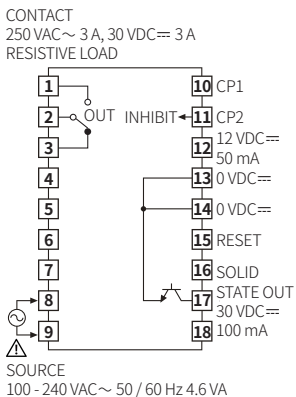 CONTACT
250 VAC～ 3 A, 30 VDC⎓ 3 A
RESISTIVE LOAD
1
2
3
4
5
6
7
8
9
OUT
INHIBIT
10 CP1
11 CP2
12 12 VDC⎓
50 mA
13 0 VDC⎓
14 0 VDC⎓
15 RESET
16 SOLID
17 STATE OUT
30 VDC⎓
18 100 mA
SOURCE
100 - 240 VAC～ 50 / 60 Hz 4.6 VA